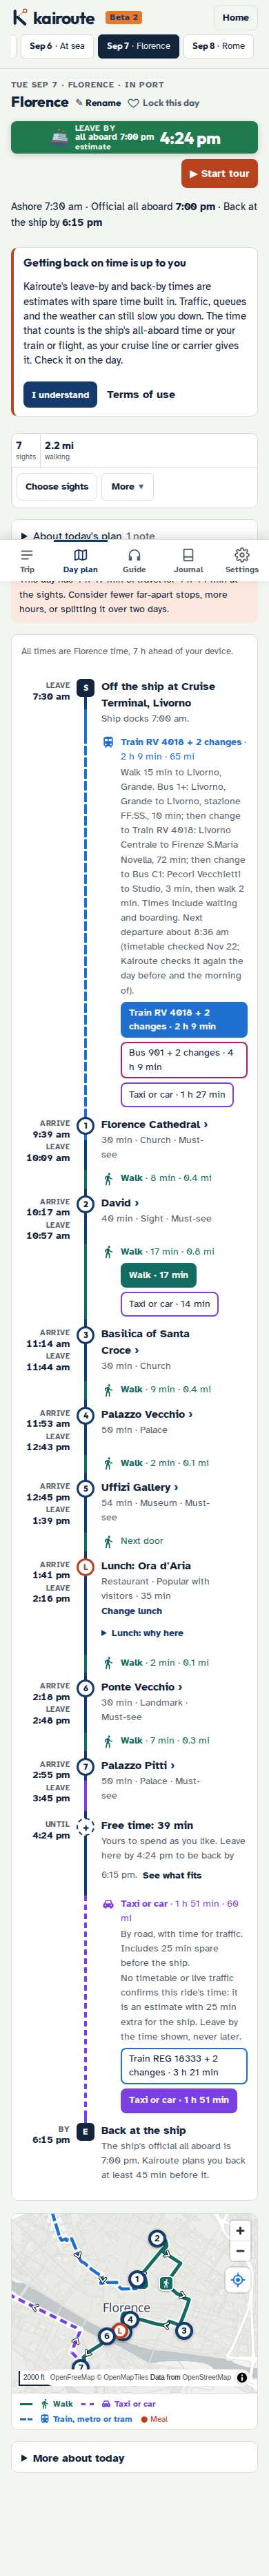 kairoute Beta 2 Home
Sep 6 · At sea Sep 7 · Florence Sep 8 · Rome
TUE SEP 7 · FLORENCE · IN PORT
Florence ✎ Rename ♡ Lock this day
LEAVE BY
all aboard 7:00 pm
estimate
4:24 pm
▶ Start tour
Ashore 7:30 am · Official all aboard 7:00 pm · Back at
the ship by 6:15 pm
Getting back on time is up to you
Kairoute's leave-by and back-by times are
estimates with spare time built in. Traffic, queues
and the weather can still slow you down. The time
that counts is the ship's all-aboard time or your
train or flight, as your cruise line or carrier gives
it. Check it on the day.
I understand Terms of use
7 2.2 mi
sights walking
Choose sights More ▼
▶ About today's plan 1 note
Trip Day plan Guide Journal Settings
the sights. Consider fewer far-apart stops, more
hours, or splitting it over two days.
All times are Florence time, 7 h ahead of your device.
LEAVE
7:30 am
S
Off the ship at Cruise
Terminal, Livorno
Ship docks 7:00 am.
Train RV 4018 + 2 changes ·
2 h 9 min · 65 mi
Walk 15 min to Livorno,
Grande. Bus 1+: Livorno,
Grande to Livorno, stazione
FF.SS., 10 min; then change
to Train RV 4018: Livorno
Centrale to Firenze S.Maria
Novella, 72 min; then change
to Bus C1: Pecori Vecchietti
to Studio, 3 min, then walk 2
min. Times include waiting
and boarding. Next
departure about 8:36 am
(timetable checked Nov 22;
Kairoute checks it again the
day before and the morning
of).
Train RV 4018 + 2
changes · 2 h 9 min
Bus 901 + 2 changes · 4
h 9 min
Taxi or car · 1 h 27 min
ARRIVE
9:39 am
LEAVE
10:09 am
1
Florence Cathedral ›
30 min · Church · Must-
see
Walk · 8 min · 0.4 mi
ARRIVE
10:17 am
LEAVE
10:57 am
2
David ›
40 min · Sight · Must-see
Walk · 17 min · 0.8 mi
Walk · 17 min
Taxi or car · 14 min
ARRIVE
11:14 am
LEAVE
11:44 am
3
Basilica of Santa
Croce ›
30 min · Church
Walk · 9 min · 0.4 mi
ARRIVE
11:53 am
LEAVE
12:43 pm
4
Palazzo Vecchio ›
50 min · Palace
Walk · 2 min · 0.1 mi
ARRIVE
12:45 pm
LEAVE
1:39 pm
5
Uffizi Gallery ›
54 min · Museum · Must-
see
Next door
ARRIVE
1:41 pm
LEAVE
2:16 pm
L
Lunch: Ora d'Aria
Restaurant · Popular with
visitors · 35 min
Change lunch
▶ Lunch: why here
Walk · 2 min · 0.1 mi
ARRIVE
2:18 pm
LEAVE
2:48 pm
6
Ponte Vecchio ›
30 min · Landmark ·
Must-see
Walk · 7 min · 0.3 mi
ARRIVE
2:55 pm
LEAVE
3:45 pm
7
Palazzo Pitti ›
50 min · Palace · Must-
see
UNTIL
4:24 pm
+
Free time: 39 min
Yours to spend as you like. Leave
here by 4:24 pm to be back by
6:15 pm. See what fits
Taxi or car · 1 h 51 min · 60
mi
By road, with time for traffic.
Includes 25 min spare
before the ship.
No timetable or live traffic
confirms this ride's time: it
is an estimate with 25 min
extra for the ship. Leave by
the time shown, never later.
Train REG 18333 + 2
changes · 3 h 21 min
Taxi or car · 1 h 51 min
BY
6:15 pm
E
Back at the ship
The ship's official all aboard is
7:00 pm. Kairoute plans you back
at least 45 min before it.
2
1
Florence
4
L
3
6
7
+
−
2000 ft OpenFreeMap © OpenMapTiles Data from OpenStreetMap
Walk Taxi or car
Train, metro or tram Meal
▶ More about today